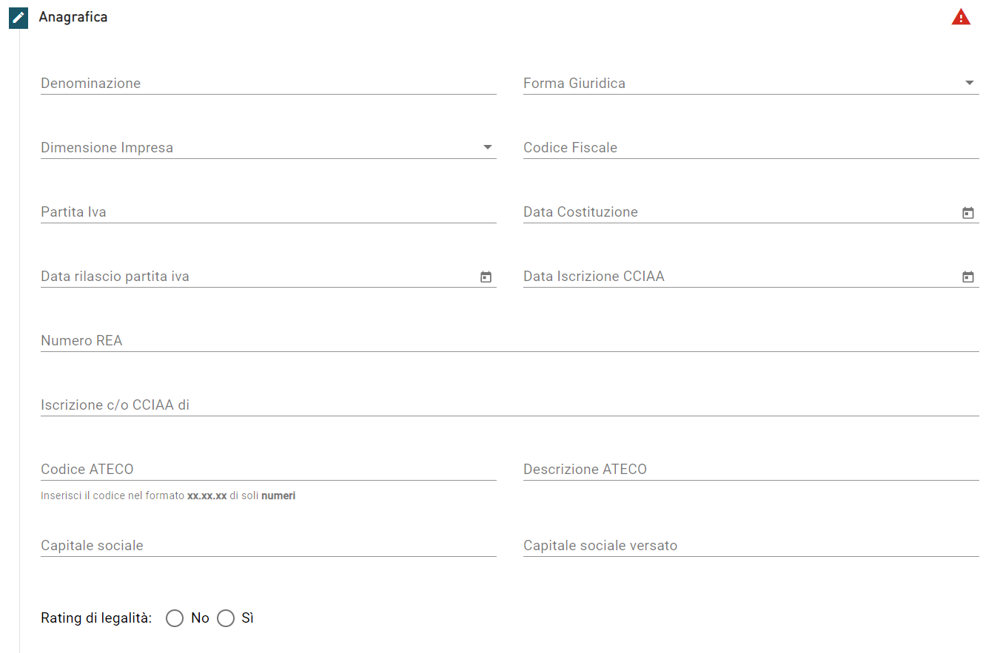 Anagrafica
Denominazione
Forma Giuridica
Dimensione Impresa
Codice Fiscale
Partita Iva
Data Costituzione
Data rilascio partita iva
Data Iscrizione CCIAA
Numero REA
Iscrizione c/o CCIAA di
Codice ATECO
Descrizione ATECO
Inserisci il codice nel formato xx.xx.xx di soli numeri
Capitale sociale
Capitale sociale versato
Rating di legalità: No Sì